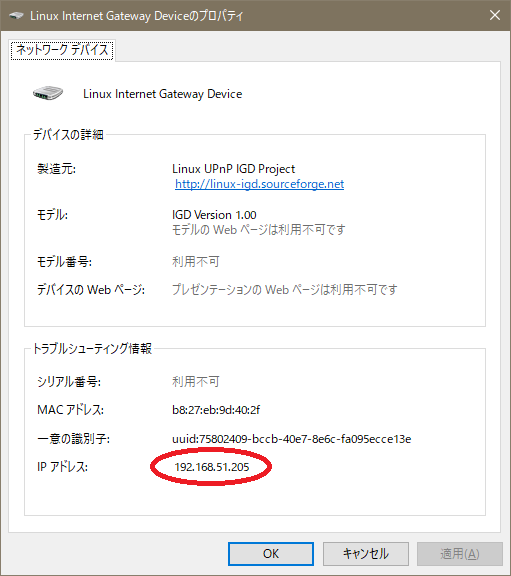 Linux Internet Gateway Deviceのプロパティ
ネットワーク デバイス
Linux Internet Gateway Device
デバイスの詳細
製造元: Linux UPnP IGD Project
http://linux-igd.sourceforge.net
モデル: IGD Version 1.00
モデルの Web ページは利用不可です
モデル番号: 利用不可
デバイスの Web ページ: プレゼンテーションの Web ページは利用不可です
トラブルシューティング情報
シリアル番号: 利用不可
MAC アドレス: b8:27:eb:9d:40:2f
一意の識別子: uuid:75802409-bccb-40e7-8e6c-fa095ecce13e
IP アドレス: 192.168.51.205
OK キャンセル 適用(A)